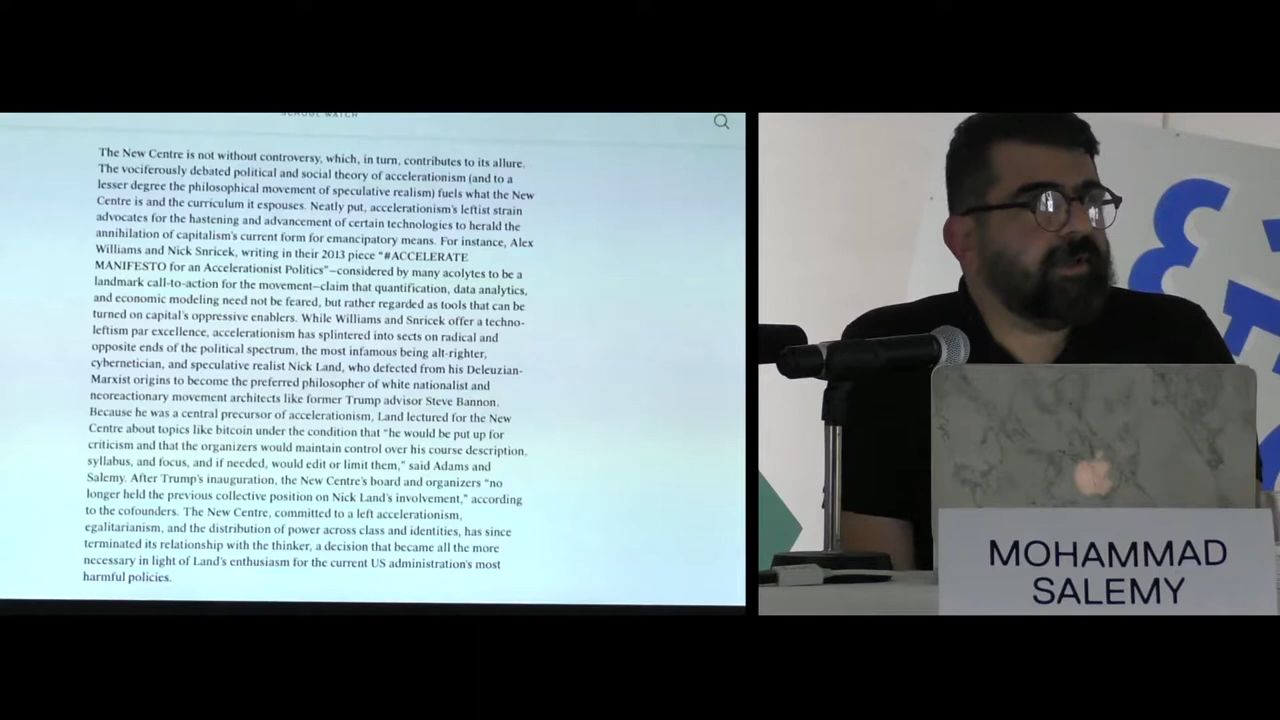 SCHOOL WATCH
The New Centre is not without controversy, which, in turn, contributes to its allure.
The vociferously debated political and social theory of accelerationism (and to a
lesser degree the philosophical movement of speculative realism) fuels what the New
Centre is and the curriculum it espouses. Neatly put, accelerationism's leftist strain
advocates for the hastening and advancement of certain technologies to herald the
annihilation of capitalism's current form for emancipatory means. For instance, Alex
Williams and Nick Snricek, writing in their 2013 piece "#ACCELERATE
MANIFESTO for an Accelerationist Politics"—considered by many acolytes to be a
landmark call-to-action for the movement—claim that quantification, data analytics,
and economic modeling need not be feared, but rather regarded as tools that can be
turned on capital's oppressive enablers. While Williams and Snricek offer a techno-
leftism par excellence, accelerationism has splintered into sects on radical and
opposite ends of the political spectrum, the most infamous being alt-righter,
cybernetician, and speculative realist Nick Land, who defected from his Deleuzian-
Marxist origins to become the preferred philosopher of white nationalist and
neoreactionary movement architects like former Trump advisor Steve Bannon.
Because he was a central precursor of accelerationism, Land lectured for the New
Centre about topics like bitcoin under the condition that "he would be put up for
criticism and that the organizers would maintain control over his course description,
syllabus, and focus, and if needed, would edit or limit them," said Adams and
Salemy. After Trump's inauguration, the New Centre's board and organizers "no
longer held the previous collective position on Nick Land's involvement," according
to the cofounders. The New Centre, committed to a left accelerationism,
egalitarianism, and the distribution of power across class and identities, has since
terminated its relationship with the thinker, a decision that became all the more
necessary in light of Land's enthusiasm for the current US administration's most
harmful policies.
MOHAMMAD
SALEMY